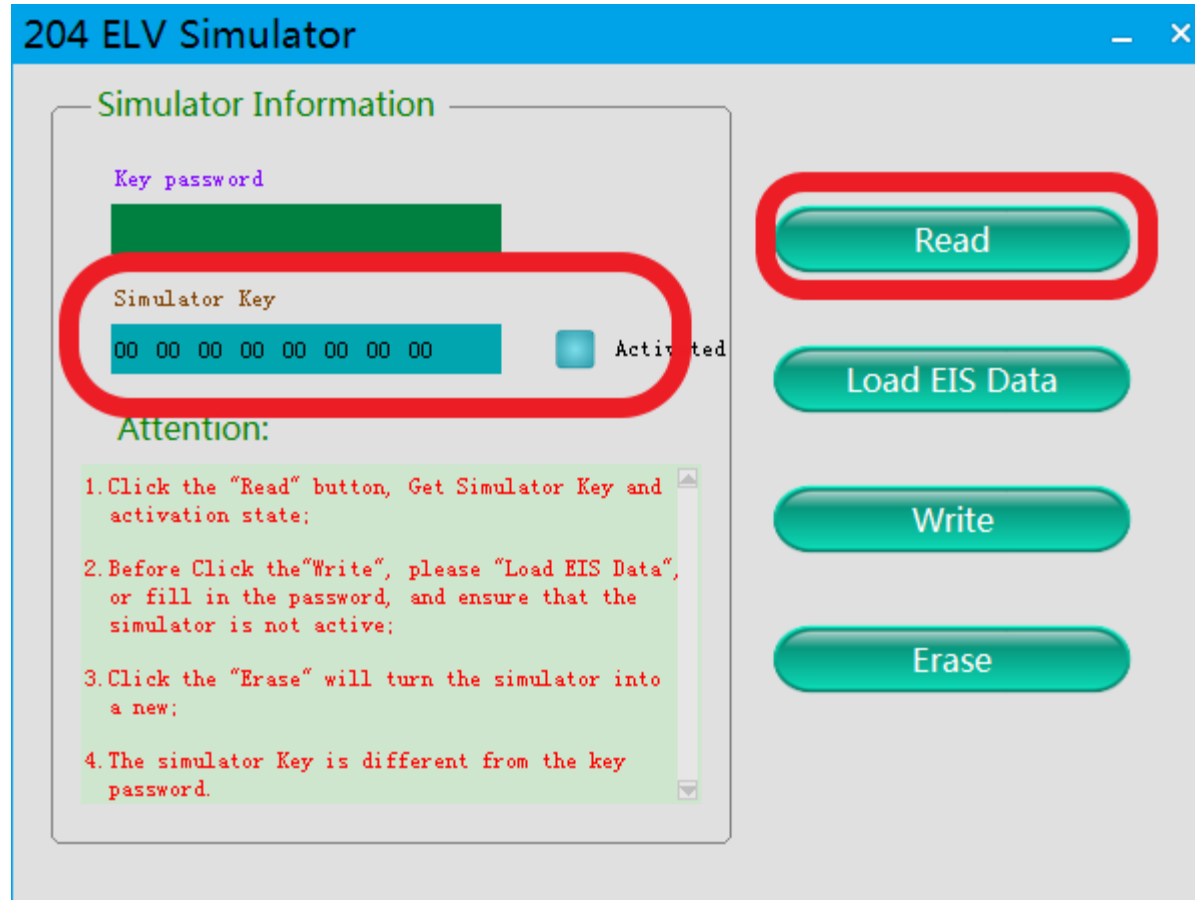 204 ELV Simulator
Simulator Information
Key password
Read
Simulator Key
00 00 00 00 00 00 00 00
Activated
Load EIS Data
Attention:
1.Click the "Read" button, Get Simulator Key and
activation state;
2.Before Click the"Write", please "Load EIS Data",
or fill in the password, and ensure that the
simulator is not active;
Write
3.Click the "Erase" will turn the simulator into
a new;
Erase
4.The simulator Key is different from the key
password.